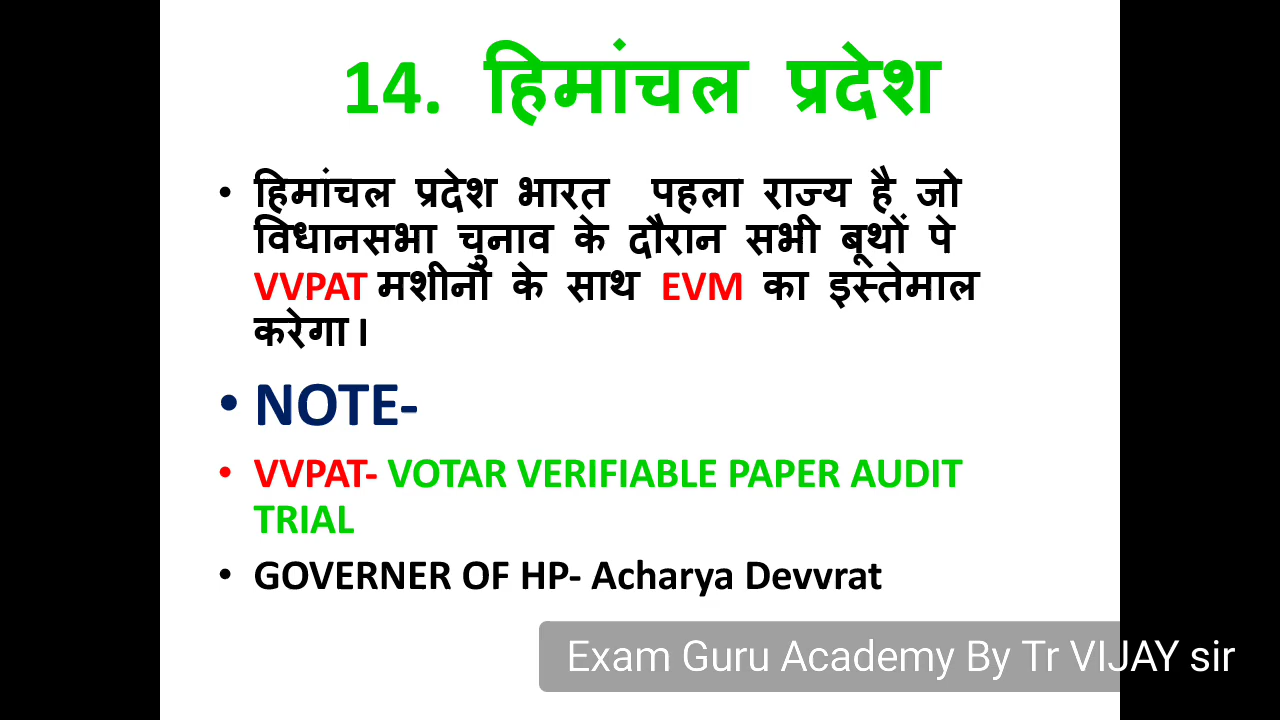 14. हिमांचल प्रदेश
• हिमांचल प्रदेश भारत पहला राज्य है जो
विधानसभा चुनाव के दौरान सभी बूथों पे
VVPAT मशीनों के साथ EVM का इस्तेमाल
करेगा।
• NOTE-
• VVPAT- VOTAR VERIFIABLE PAPER AUDIT
TRIAL
• GOVERNER OF HP- Acharya Devvrat
Exam Guru Academy By Tr VIJAY sir